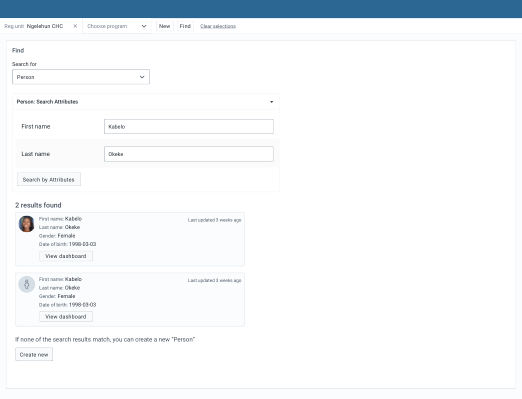 Reg.unit Ngelehun CHC × Choose program New Find Clear selections
Find
Search for
Person
Person: Search Attributes
First name Kabelo
Last name Okeke
Search by Attributes
2 results found
First name: Kabelo Last updated 3 weeks ago
Last name: Okeke
Gender: Female
Date of birth: 1998-03-03
View dashboard
First name: Kabelo Last updated 3 weeks ago
Last name: Okeke
Gender: Female
Date of birth: 1998-03-03
View dashboard
If none of the search results match, you can create a new "Person"
Create new